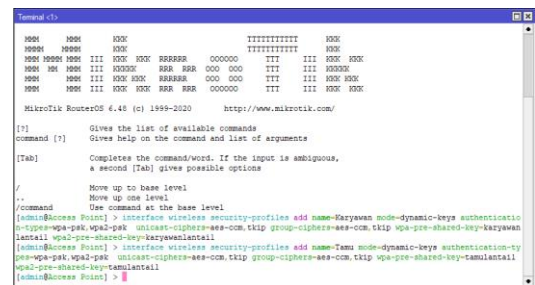 Terminal <1>
MMM MMM KKK TTTTTTTTTTT KKK
MMMM MMMM KKK TTTTTTTTTTT KKK
MMM MMMM MMM III KKK KKK RRRRRR OOOOOO TTT III KKK KKK
MMM MM MMM III KKKKK RRR RRR OOO OOO TTT III KKKKK
MMM MMM III KKK KKK RRRRRR OOO OOO TTT III KKK KKK
MMM MMM III KKK KKK RRR RRR OOOOOO TTT III KKK KKK
MikroTik RouterOS 6.48 (c) 1999-2020 http://www.mikrotik.com/
[?] Gives the list of available commands
command [?] Gives help on the command and list of arguments
[Tab] Completes the command/word. If the input is ambiguous,
a second [Tab] gives possible options
/ Move up to base level
.. Move up one level
/command Use command at the base level
[admin@Access Point] > interface wireless security-profiles add name=Karyawan mode=dynamic-keys authenticatio
n-types=wpa-psk,wpa2-psk unicast-ciphers=aes-ccm,tkip group-ciphers=aes-ccm,tkip wpa-pre-shared-key=karyawan
lantai1 wpa2-pre-shared-key=karyawanlantai1
[admin@Access Point] > interface wireless security-profiles add name=Tamu mode=dynamic-keys authentication-ty
pes=wpa-psk,wpa2-psk unicast-ciphers=aes-ccm,tkip group-ciphers=aes-ccm,tkip wpa-pre-shared-key=tamulantai1
wpa2-pre-shared-key=tamulantai1
[admin@Access Point] >